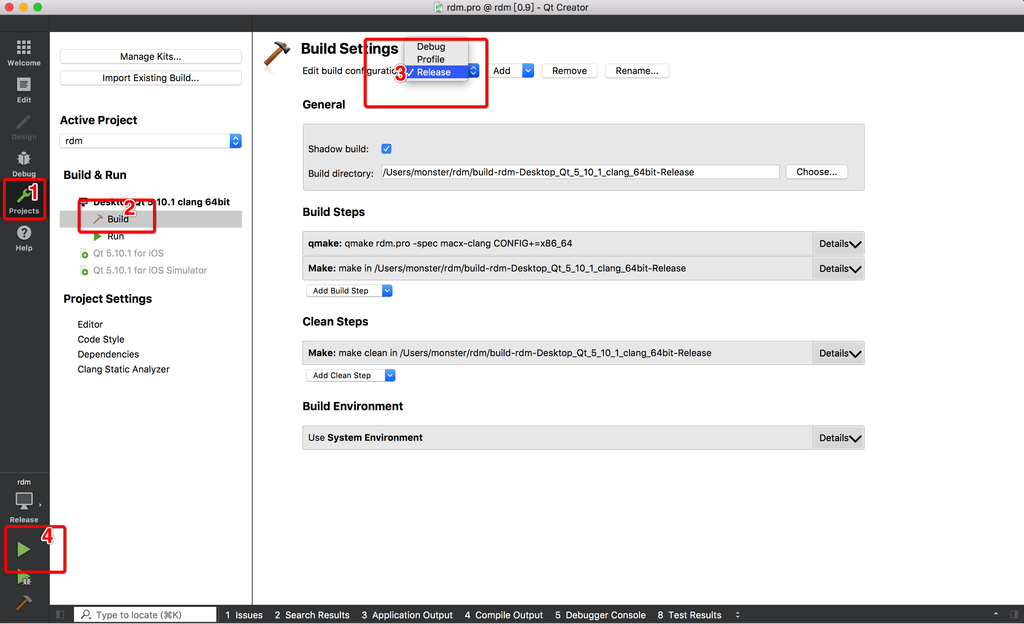 rdm.pro @ rdm [0.9] - Qt Creator
Welcome
Edit
Design
Debug
1
Projects
Help
rdm
Release
4
Manage Kits...
Import Existing Build...
Active Project
rdm
Build & Run
Desktop Qt 5.10.1 clang 64bit
2
Build
Run
Qt 5.10.1 for iOS
Qt 5.10.1 for iOS Simulator
Project Settings
Editor
Code Style
Dependencies
Clang Static Analyzer
Build Settings
Debug
Profile
✓ Release
3
Edit build configuration
Add
Remove
Rename...
General
Shadow build:
Build directory: /Users/monster/rdm/build-rdm-Desktop_Qt_5_10_1_clang_64bit-Release Choose...
Build Steps
qmake: qmake rdm.pro -spec macx-clang CONFIG+=x86_64 Details
Make: make in /Users/monster/rdm/build-rdm-Desktop_Qt_5_10_1_clang_64bit-Release Details
Add Build Step
Clean Steps
Make: make clean in /Users/monster/rdm/build-rdm-Desktop_Qt_5_10_1_clang_64bit-Release Details
Add Clean Step
Build Environment
Use System Environment Details
Type to locate (⌘K) 1 Issues 2 Search Results 3 Application Output 4 Compile Output 5 Debugger Console 8 Test Results